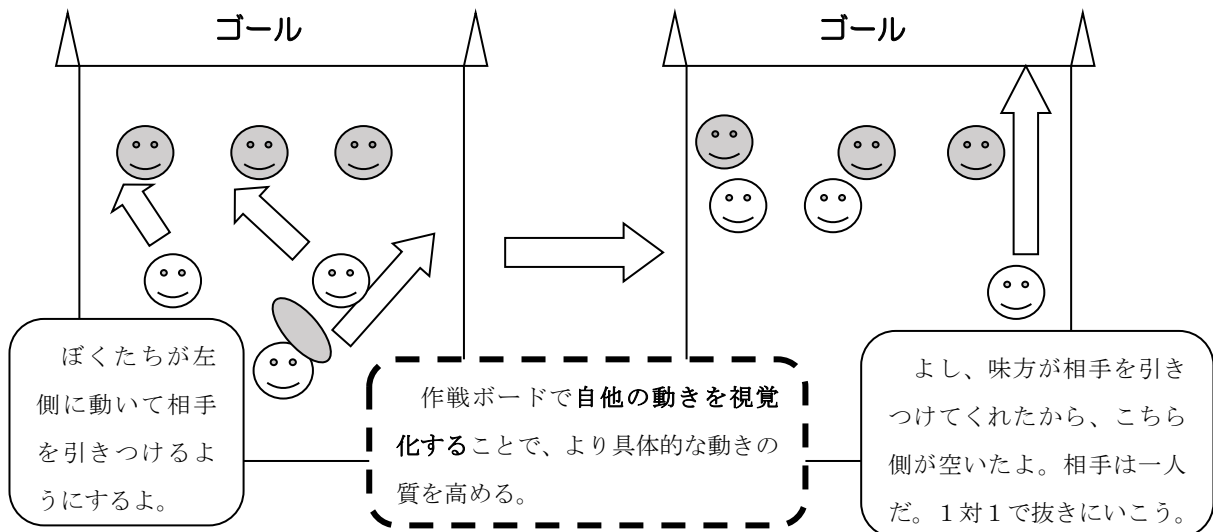 ゴール
ゴール
ぼくたちが左
側に動いて相手
を引きつけるよ
うにするよ。
作戦ボードで自他の動きを視覚
化することで、より具体的な動きの
質を高める。
よし、味方が相手を引き
つけてくれたから、こちら
側が空いたよ。相手は一人
だ。１対１で抜きにいこう。